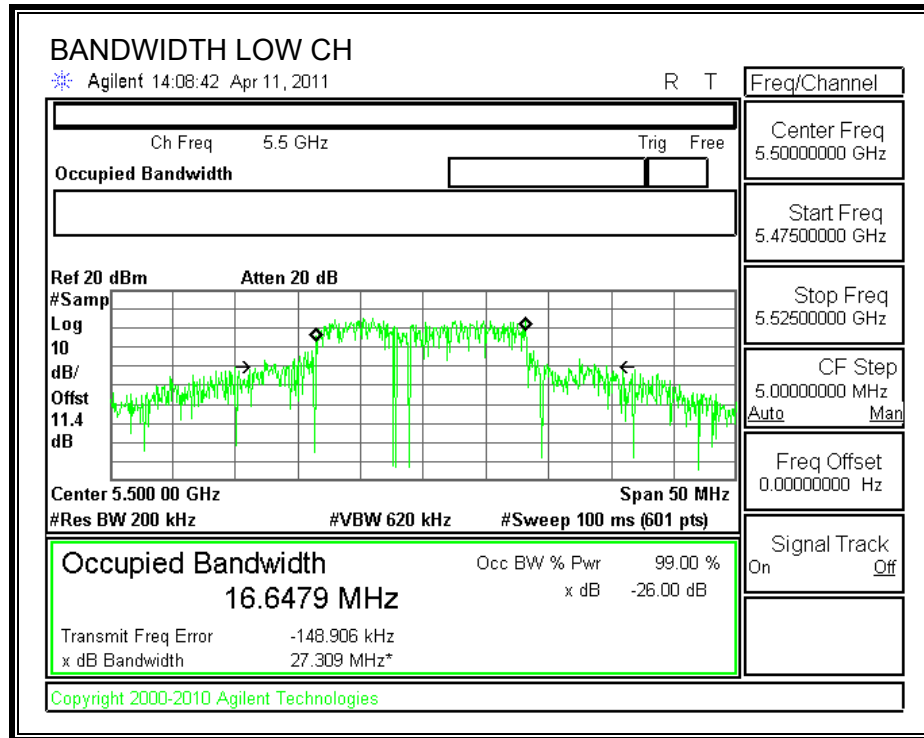 BANDWIDTH LOW CH
Agilent 14:08:42 Apr 11, 2011 R T
Freq/Channel
Ch Freq 5.5 GHz Trig Free
Occupied Bandwidth
Center Freq
5.50000000 GHz
Start Freq
5.47500000 GHz
Stop Freq
5.52500000 GHz
CF Step
5.00000000 MHz
Auto Man
Freq Offset
0.00000000 Hz
Signal Track
On Off
Ref 20 dBm Atten 20 dB
#Samp
Log
10
dB/
Offst
11.4
dB
Center 5.500 00 GHz Span 50 MHz
#Res BW 200 kHz #VBW 620 kHz #Sweep 100 ms (601 pts)
Occupied Bandwidth Occ BW % Pwr 99.00 %
16.6479 MHz x dB -26.00 dB
Transmit Freq Error -148.906 kHz
x dB Bandwidth 27.309 MHz*
Copyright 2000-2010 Agilent Technologies